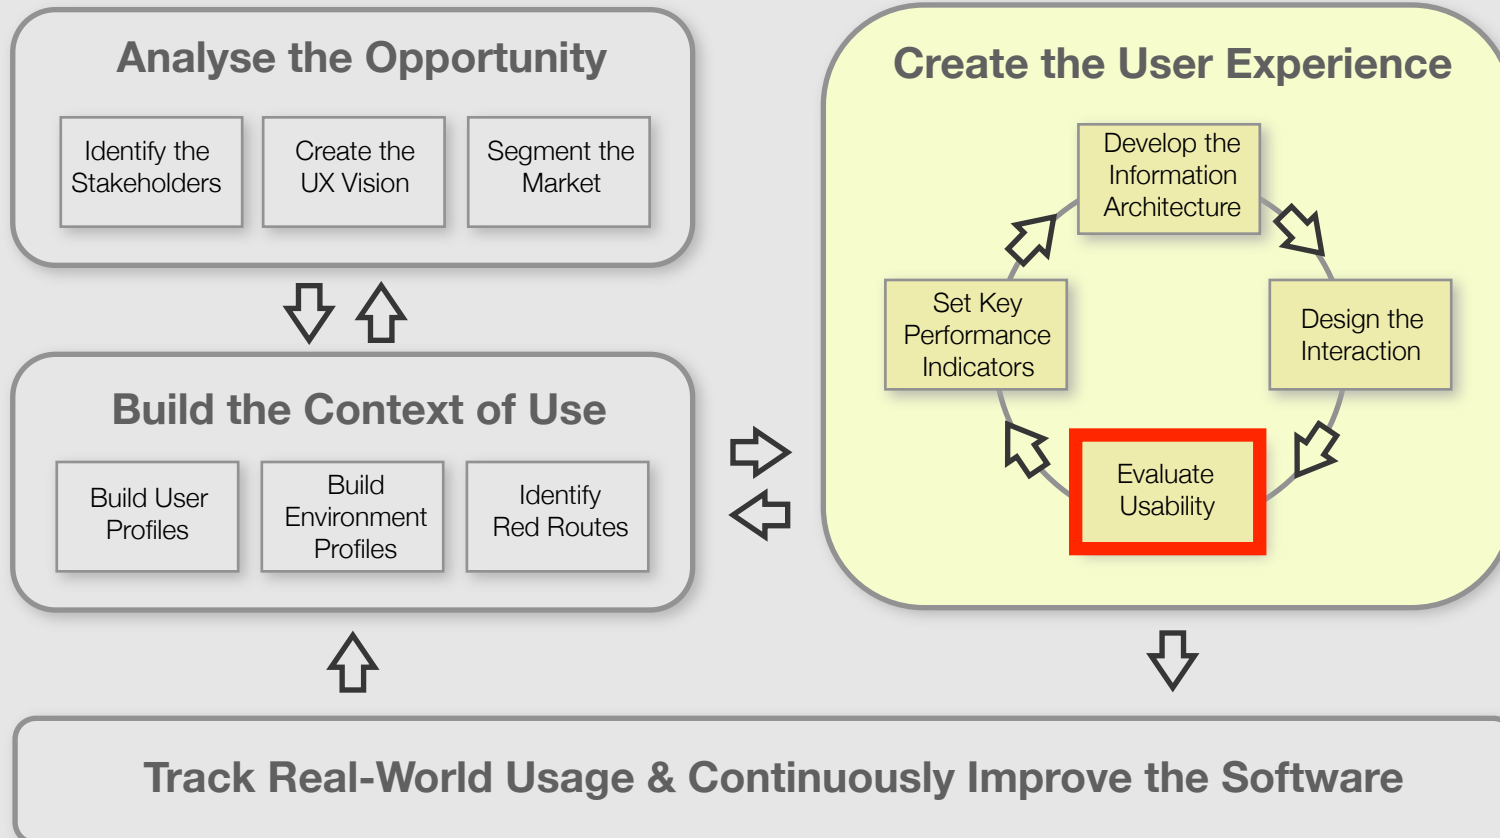 Analyse the Opportunity
Identify the
Stakeholders
Create the
UX Vision
Segment the
Market
Build the Context of Use
Build User
Profiles
Build
Environment
Profiles
Identify
Red Routes
Create the User Experience
Develop the
Information
Architecture
Set Key
Performance
Indicators
Design the
Interaction
Evaluate
Usability
Track Real-World Usage & Continuously Improve the Software